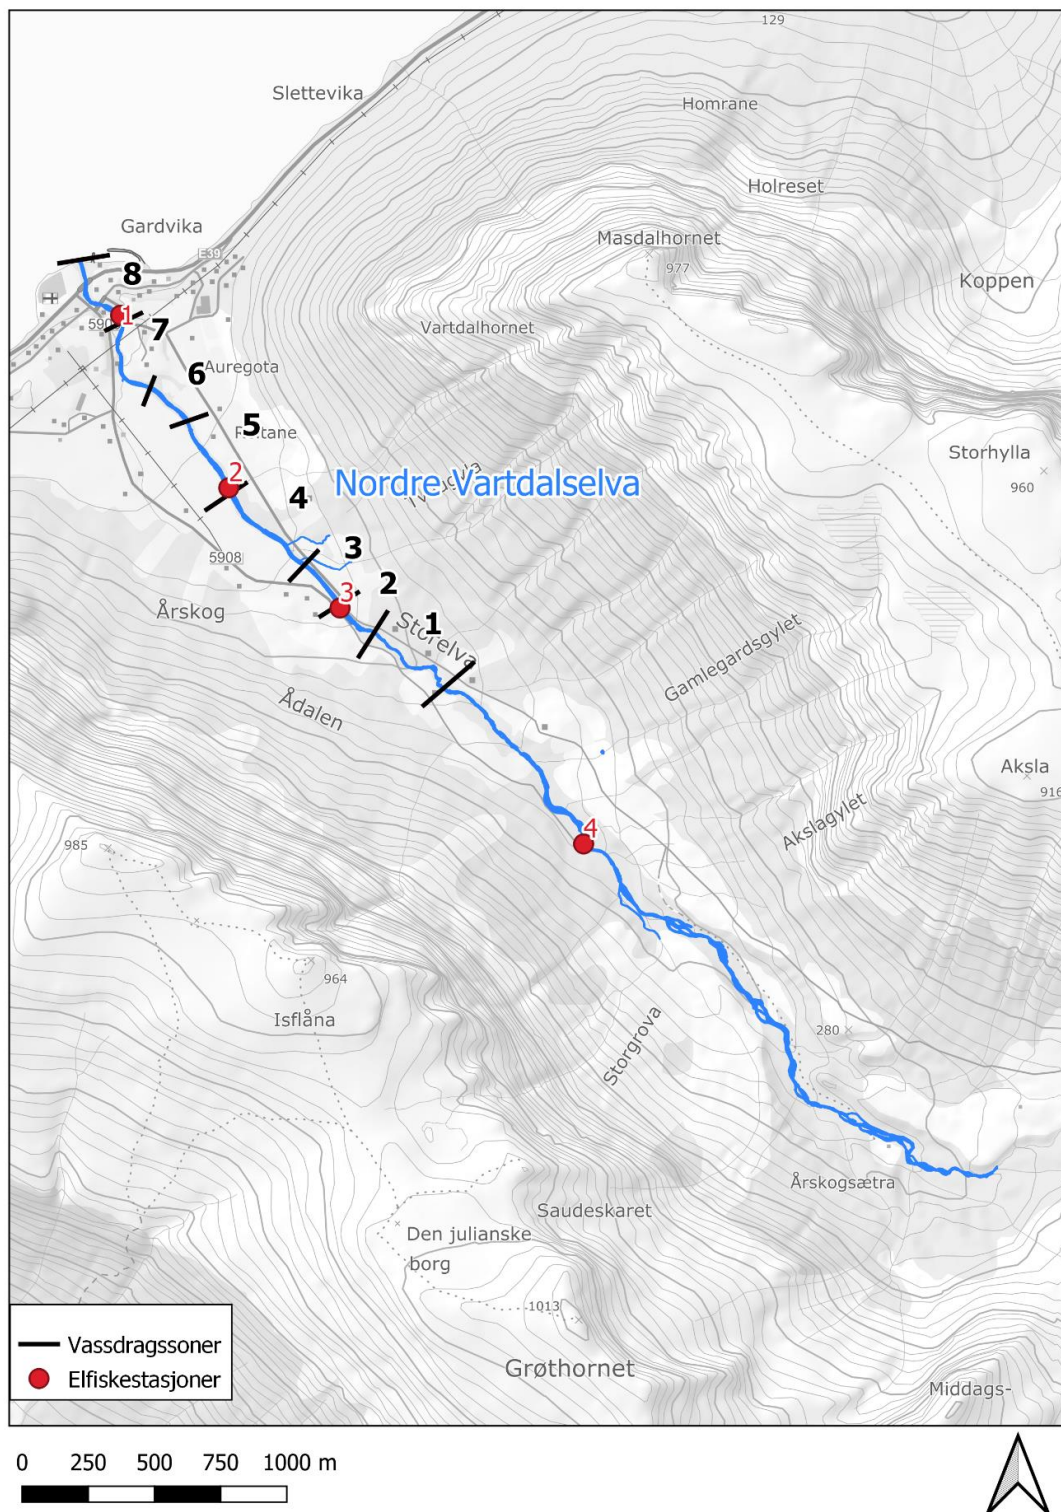 129
Slettevika
Homrane
Holreset
Gardvika
Masdalhornet
E39
977
Koppen
8
1
7
Vartdalhornet
6
Auregota
5
Storhylla
2
Nordre Vartdalselva
960
4
3
5908
2
3
Årskog
1
Storelva
Gamlegardsgylet
Ådalen
Aksla
916
4
Akslagylet
985
964
Isflåna
280
Storgrova
Årskogsætra
Saudeskaret
Den julianske
borg
1013
Grøthornet
Middags-
Vassdragssoner
Elfiskestasjoner
0 250 500 750 1000 m